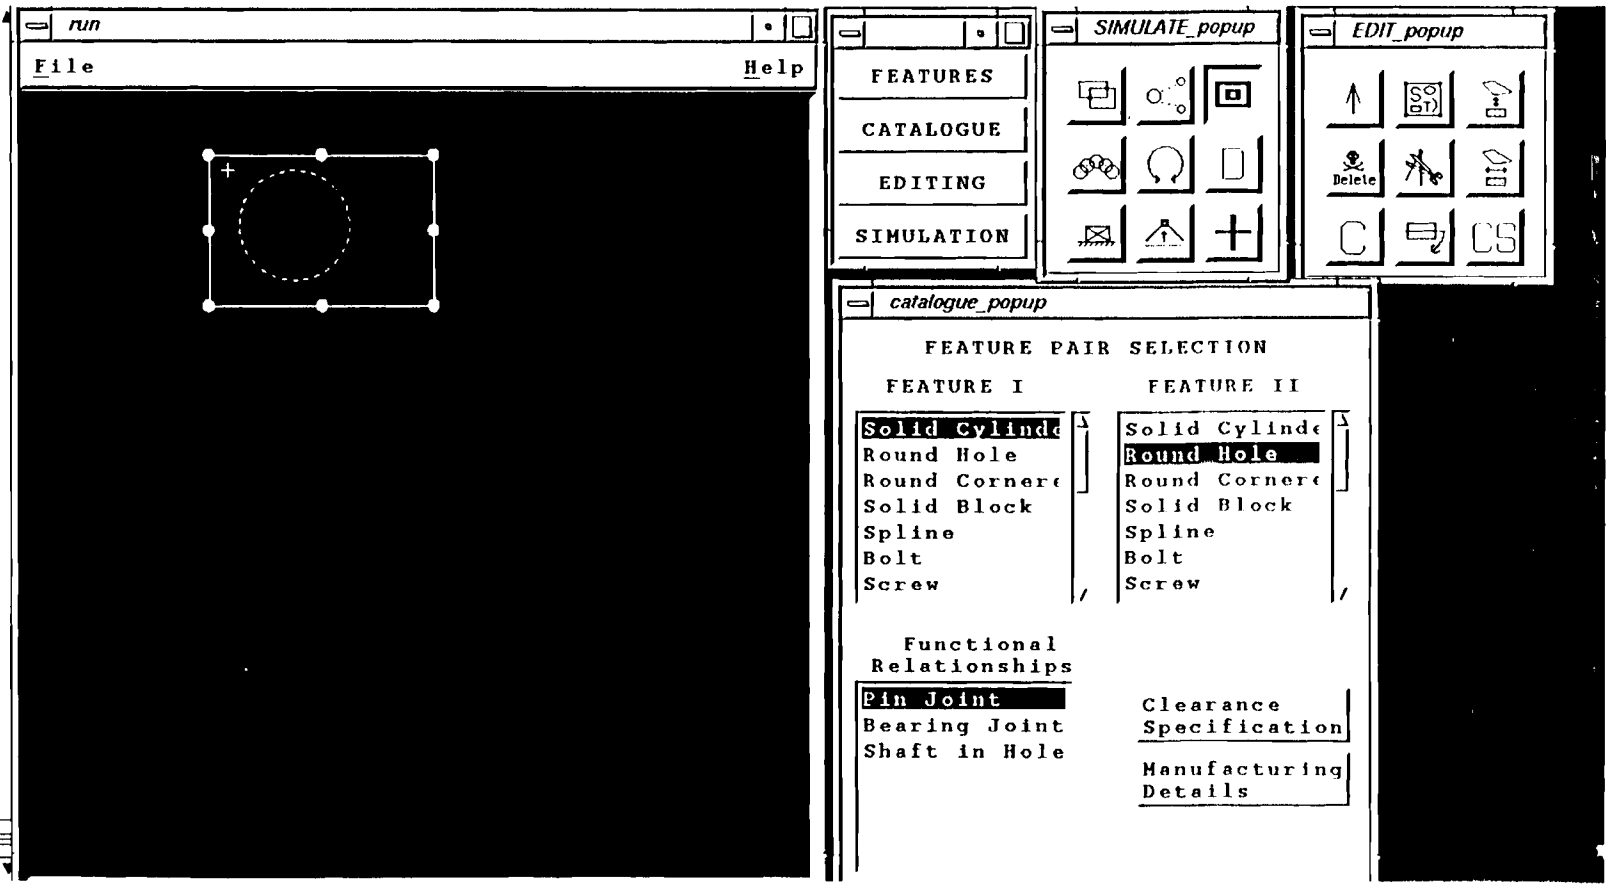 run
File Help
FEATURES
CATALOGUE
EDITING
SIMULATION
SIMULATE_popup
EDIT_popup
Delete
C
CS
catalogue_popup
FEATURE PAIR SELECTION
FEATURE I
Solid Cylinde
Round Hole
Round Cornere
Solid Block
Spline
Bolt
Screw
FEATURE II
Solid Cylinde
Round Hole
Round Cornere
Solid Block
Spline
Bolt
Screw
Functional
Relationships
Pin Joint
Bearing Joint
Shaft in Hole
Clearance
Specification
Manufacturing
Details